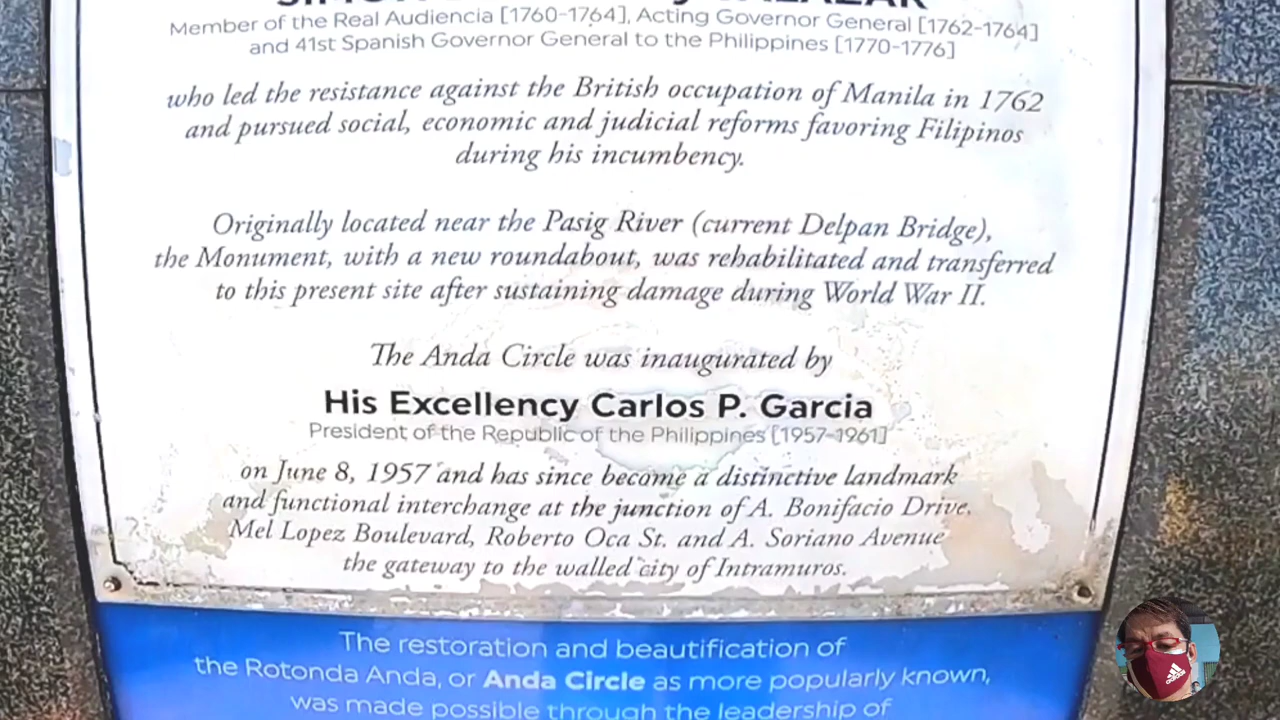 Member of the Real Audiencia [1760-1764], Acting Governor General [1762-1764]
and 41st Spanish Governor General to the Philippines [1770-1776]
who led the resistance against the British occupation of Manila in 1762
and pursued social, economic and judicial reforms favoring Filipinos
during his incumbency.
Originally located near the Pasig River (current Delpan Bridge),
the Monument, with a new roundabout, was rehabilitated and transferred
to this present site after sustaining damage during World War II.
The Anda Circle was inaugurated by
His Excellency Carlos P. Garcia
President of the Republic of the Philippines [1957-1961]
on June 8, 1957 and has since become a distinctive landmark
and functional interchange at the junction of A. Bonifacio Drive,
Mel Lopez Boulevard, Roberto Oca St. and A. Soriano Avenue
the gateway to the walled city of Intramuros.
The restoration and beautification of
the Rotonda Anda, or Anda Circle as more popularly known,
was made possible through the leadership of
adidas